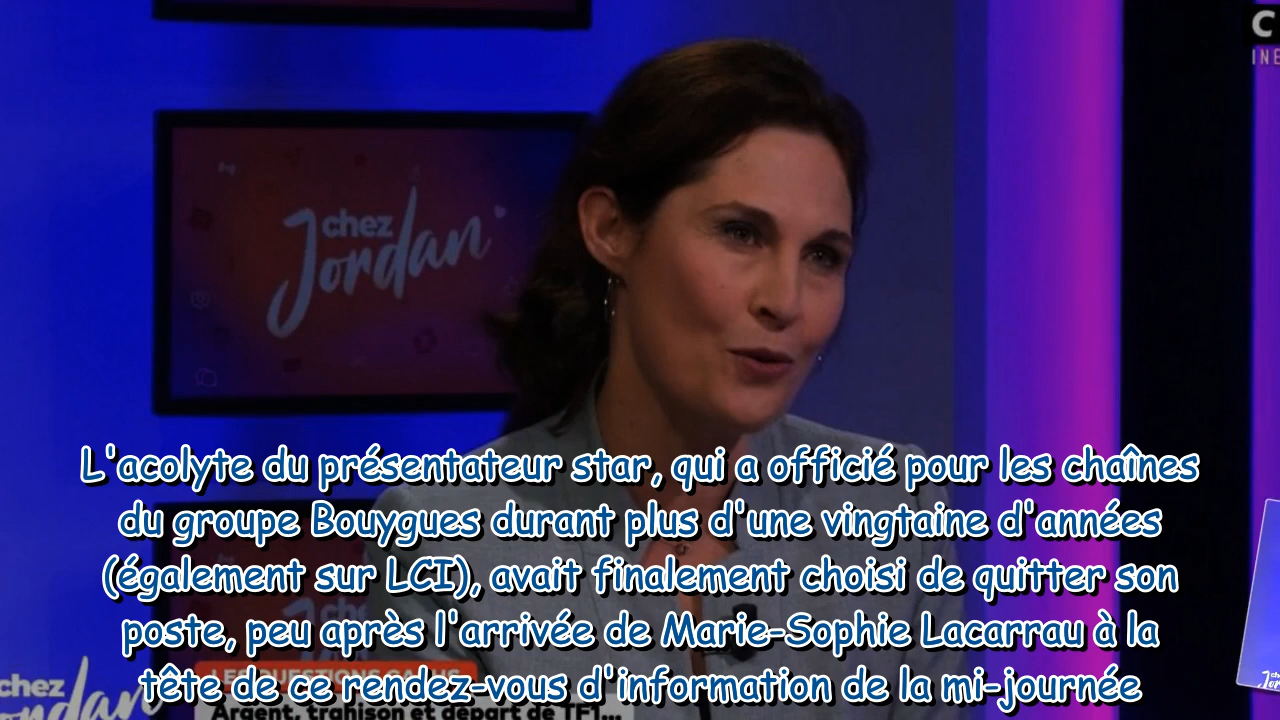 C
INE
chez
Jordan
L'acolyte du présentateur star, qui a officié pour les chaînes
du groupe Bouygues durant plus d'une vingtaine d'années
(également sur LCI), avait finalement choisi de quitter son
poste, peu après l'arrivée de Marie-Sophie Lacarrau à la
tête de ce rendez-vous d'information de la mi-journée
chez
Jordan
Argent, trahison et départ de TF1...